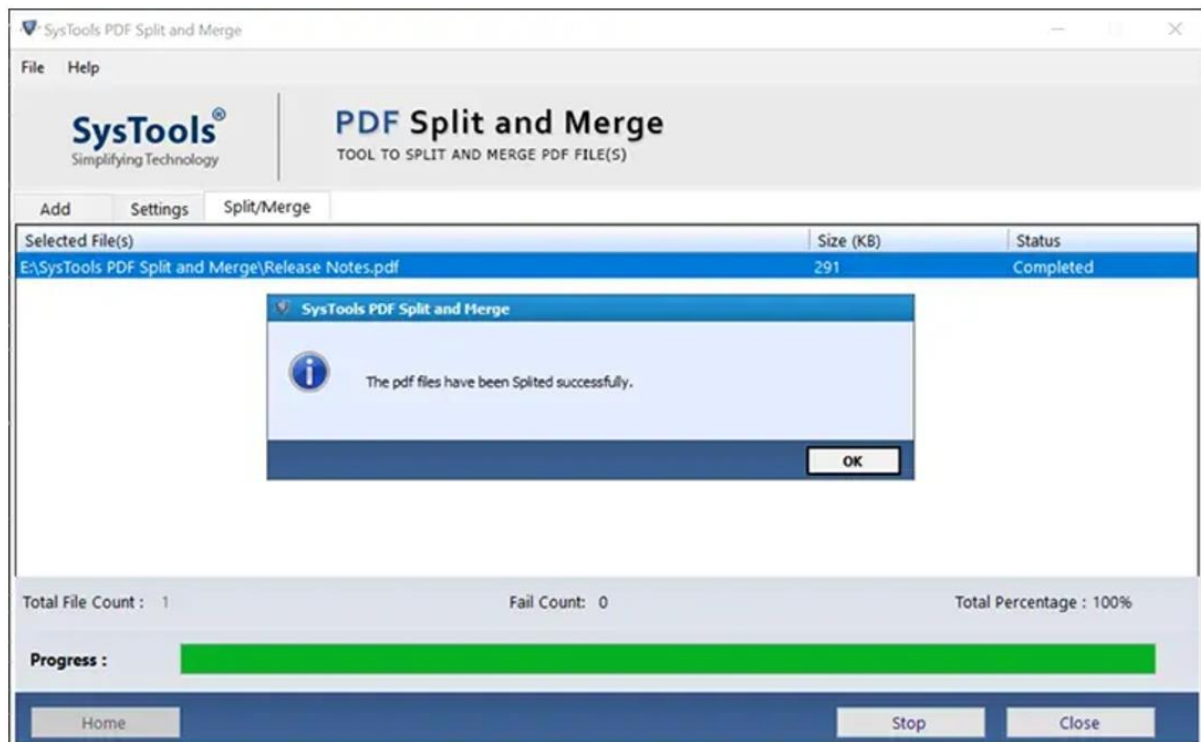 SysTools PDF Split and Merge
File Help
SysTools®
Simplifying Technology
PDF Split and Merge
TOOL TO SPLIT AND MERGE PDF FILE(S)
Add Settings Split/Merge
Selected File(s) Size (KB) Status
E:\SysTools PDF Split and Merge\Release Notes.pdf 291 Completed
SysTools PDF Split and Merge
The pdf files have been Splited successfully.
OK
Total File Count : 1 Fail Count: 0 Total Percentage : 100%
Progress :
Home Stop Close